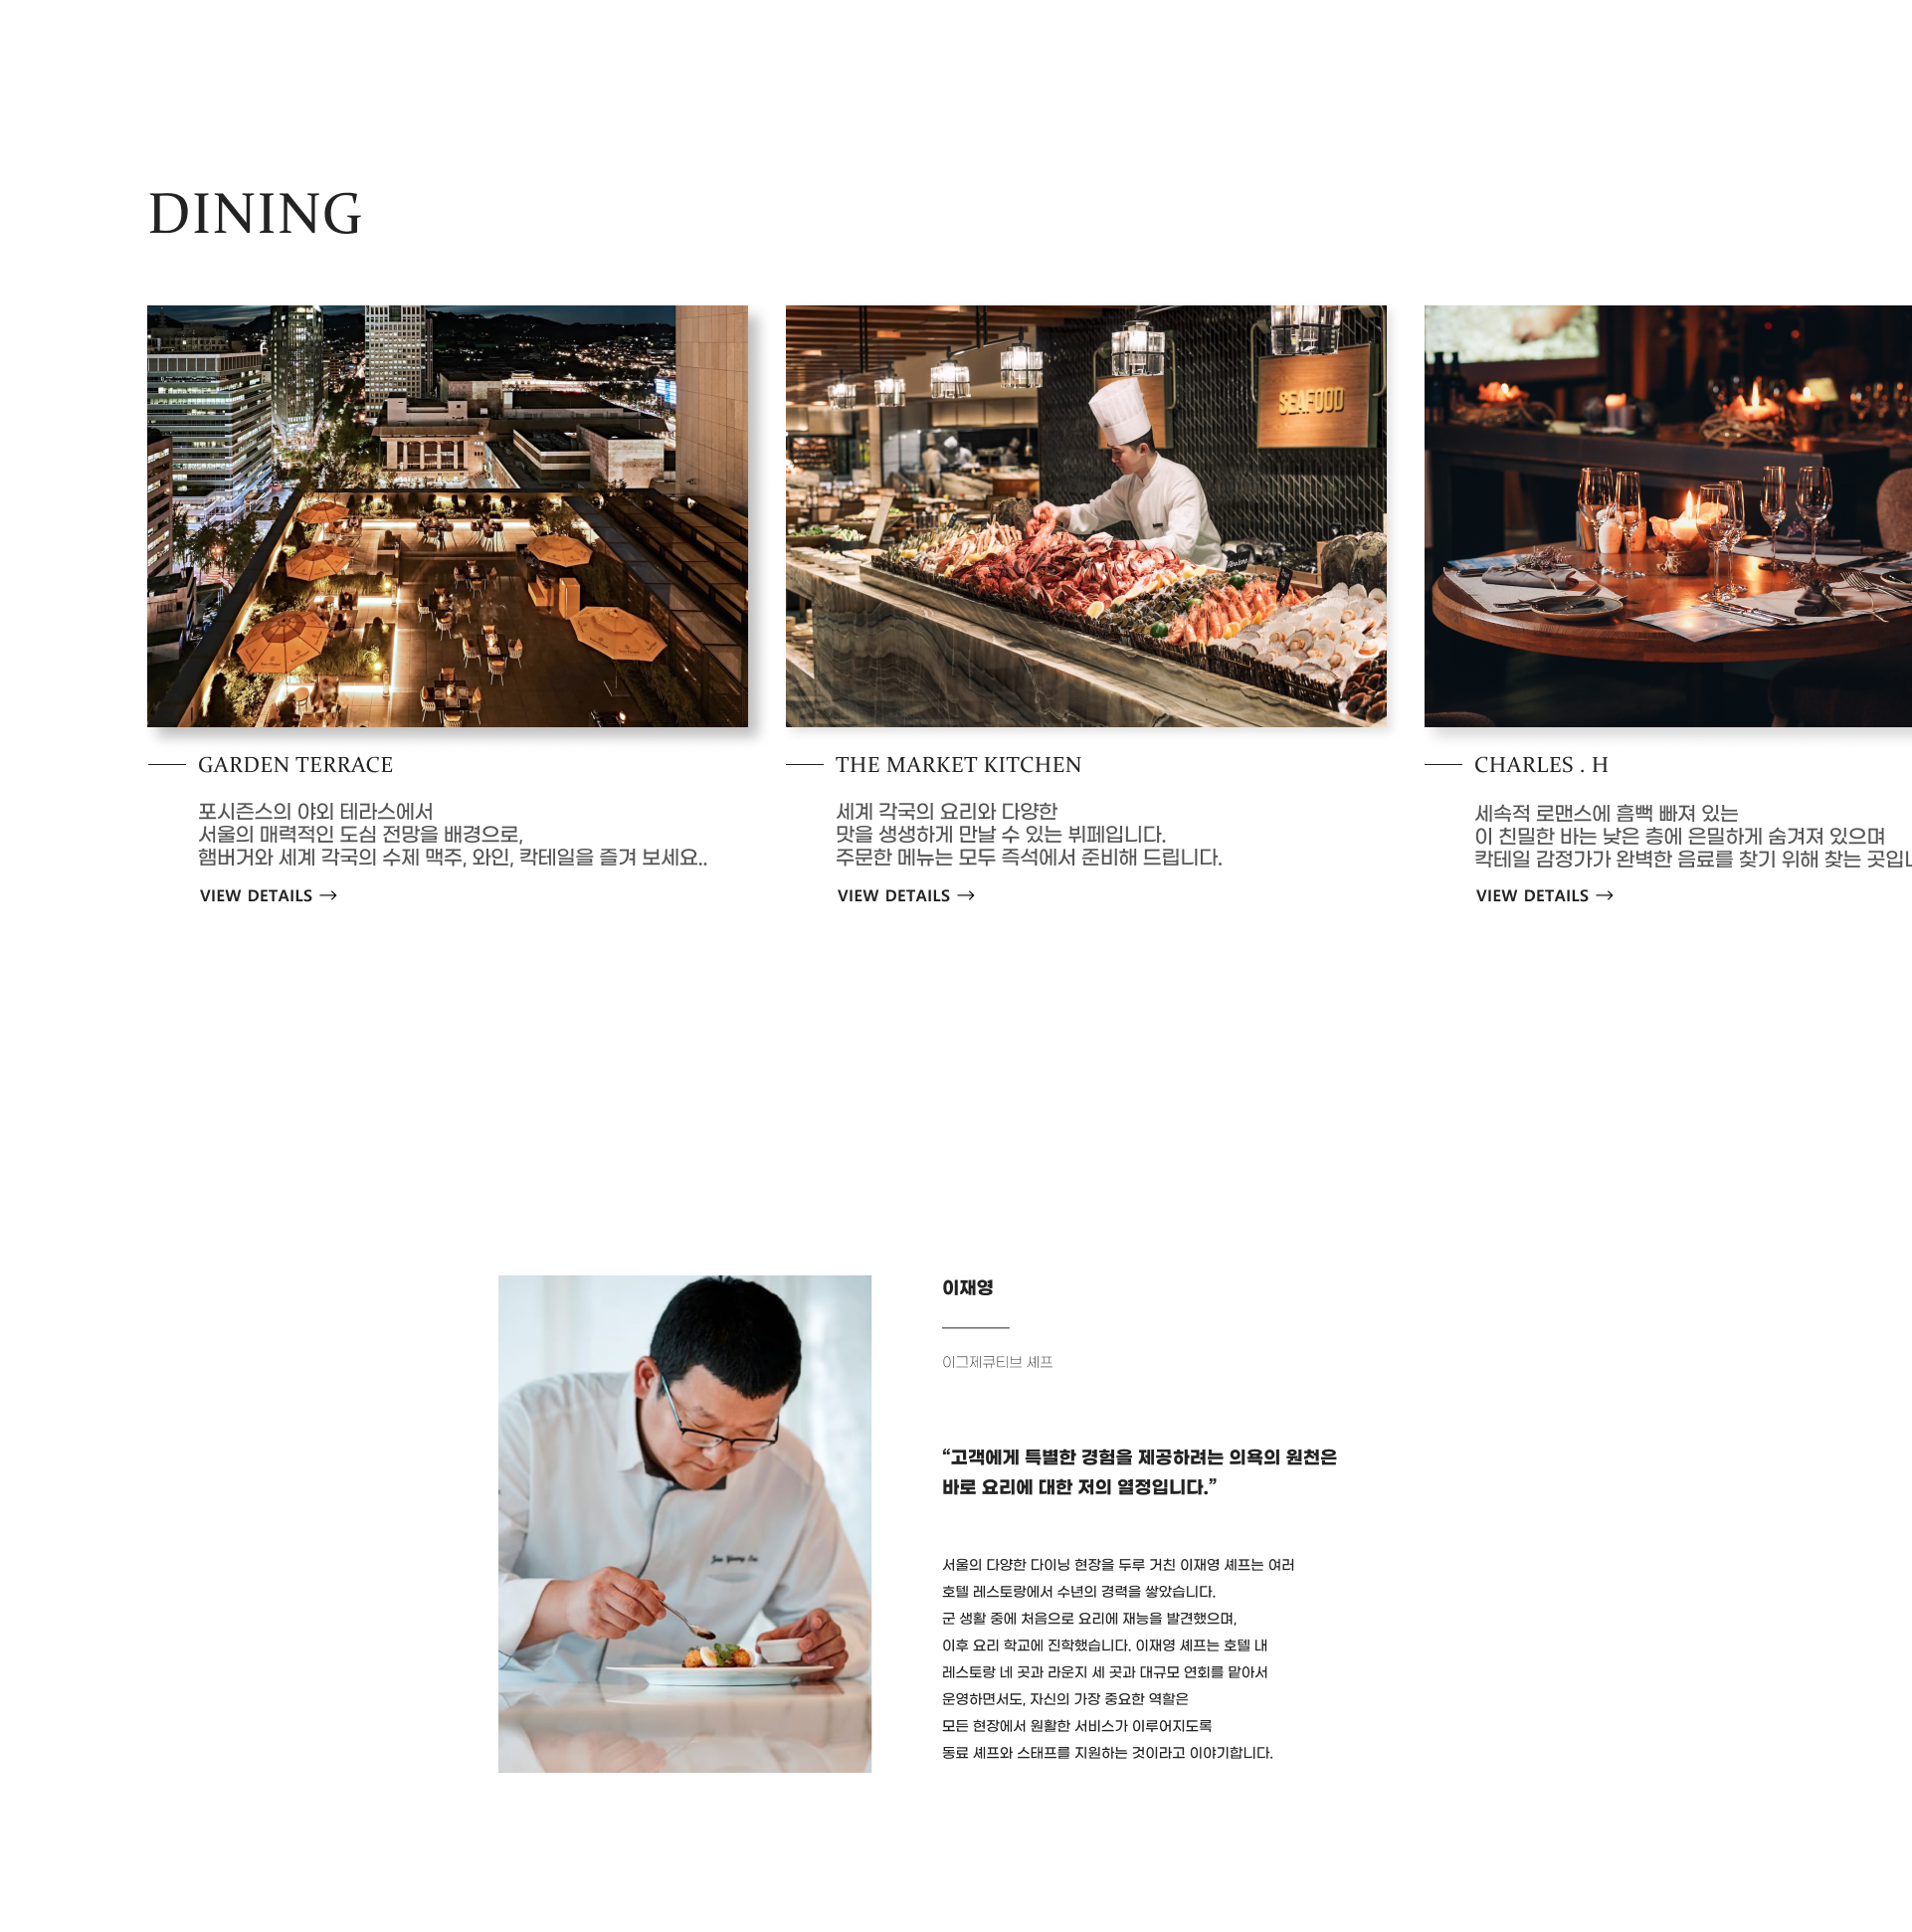 DINING
SEAFOOD
GARDEN TERRACE
포시즌스의 야외 테라스에서
서울의 매력적인 도심 전망을 배경으로,
햄버거와 세계 각국의 수제 맥주, 와인, 칵테일을 즐겨 보세요..
VIEW DETAILS →
THE MARKET KITCHEN
세계 각국의 요리와 다양한
맛을 생생하게 만날 수 있는 뷔페입니다.
주문한 메뉴는 모두 즉석에서 준비해 드립니다.
VIEW DETAILS →
CHARLES . H
세속적 로맨스에 흠뻑 빠져 있는
이 친밀한 바는 낮은 층에 은밀하게 숨겨져 있으며
칵테일 감정가가 완벽한 음료를 찾기 위해 찾는
VIEW DETAILS →
이재영
이그제큐티브 셰프
“고객에게 특별한 경험을 제공하려는 의욕의 원천은
바로 요리에 대한 저의 열정입니다.”
서울의 다양한 다이닝 현장을 두루 거친 이재영 셰프는 여러
호텔 레스토랑에서 수년의 경력을 쌓았습니다.
군 생활 중에 처음으로 요리에 재능을 발견했으며,
이후 요리 학교에 진학했습니다. 이재영 셰프는 호텔 내
레스토랑 네 곳과 라운지 세 곳과 대규모 연회를 맡아서
운영하면서도, 자신의 가장 중요한 역할은
모든 현장에서 원활한 서비스가 이루어지도록
동료 셰프와 스태프를 지원하는 것이라고 이야기합니다.